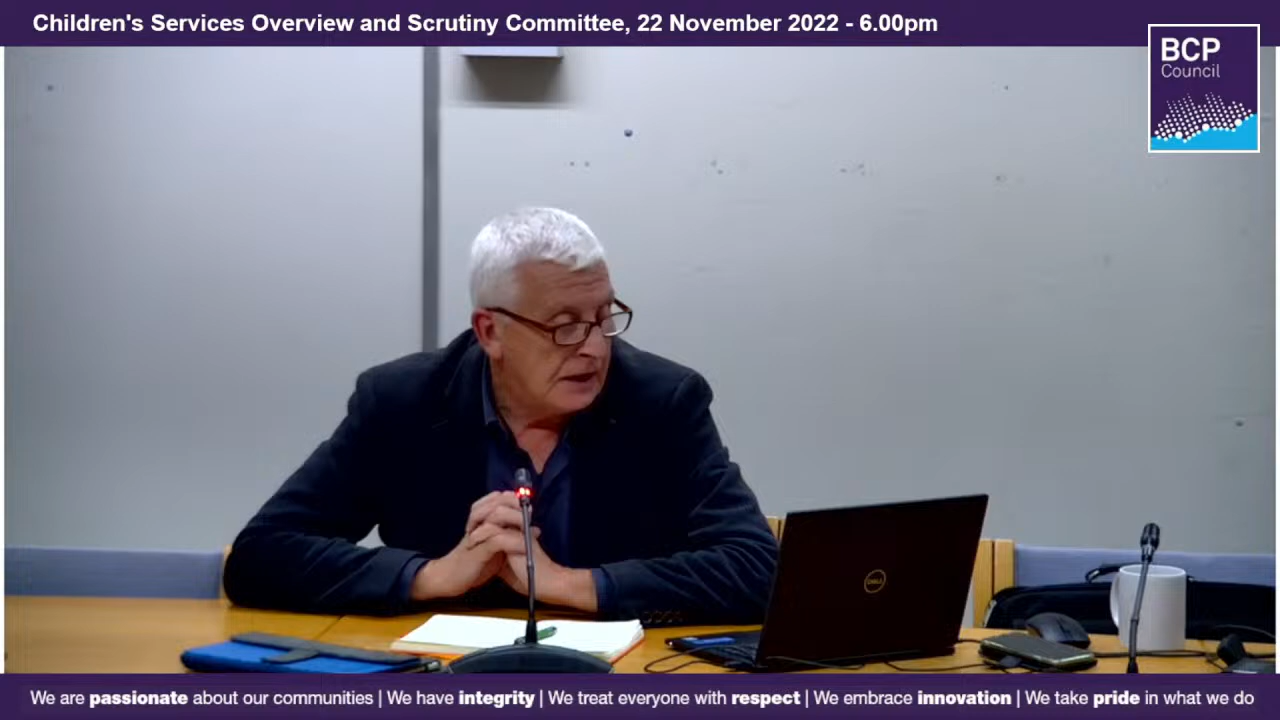 Children's Services Overview and Scrutiny Committee, 22 November 2022 - 6.00pm
BCP
Council
DELL
We are passionate about our communities | We have integrity | We treat everyone with respect | We embrace innovation | We take pride in what we do